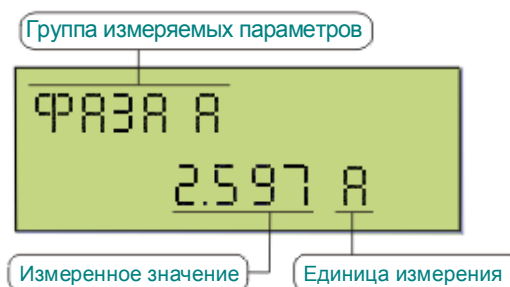 Группа измеряемых параметров
ФАЗА А
2.597 А
Измеренное значение
Единица измерения